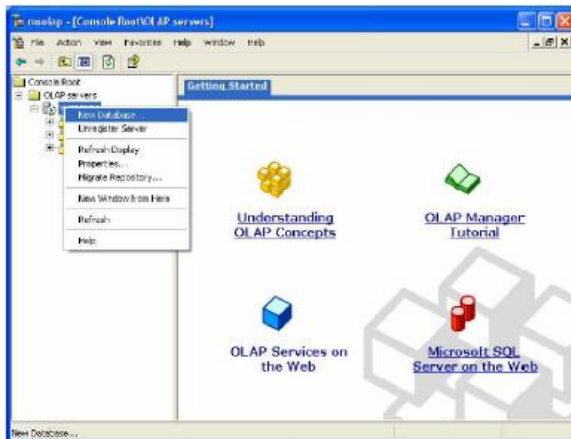 msolap - [Console Root\OLAP servers]
File Action View Favorites Help Window Help
Console Root
OLAP servers
New Database...
Unregister Server
Refresh Display
Properties...
Migrate Repository...
New Window from Here
Refresh
Help
Getting Started
Understanding
OLAP Concepts
OLAP Manager
Tutorial
OLAP Services on
the Web
Microsoft SQL
Server on the Web
New Database...